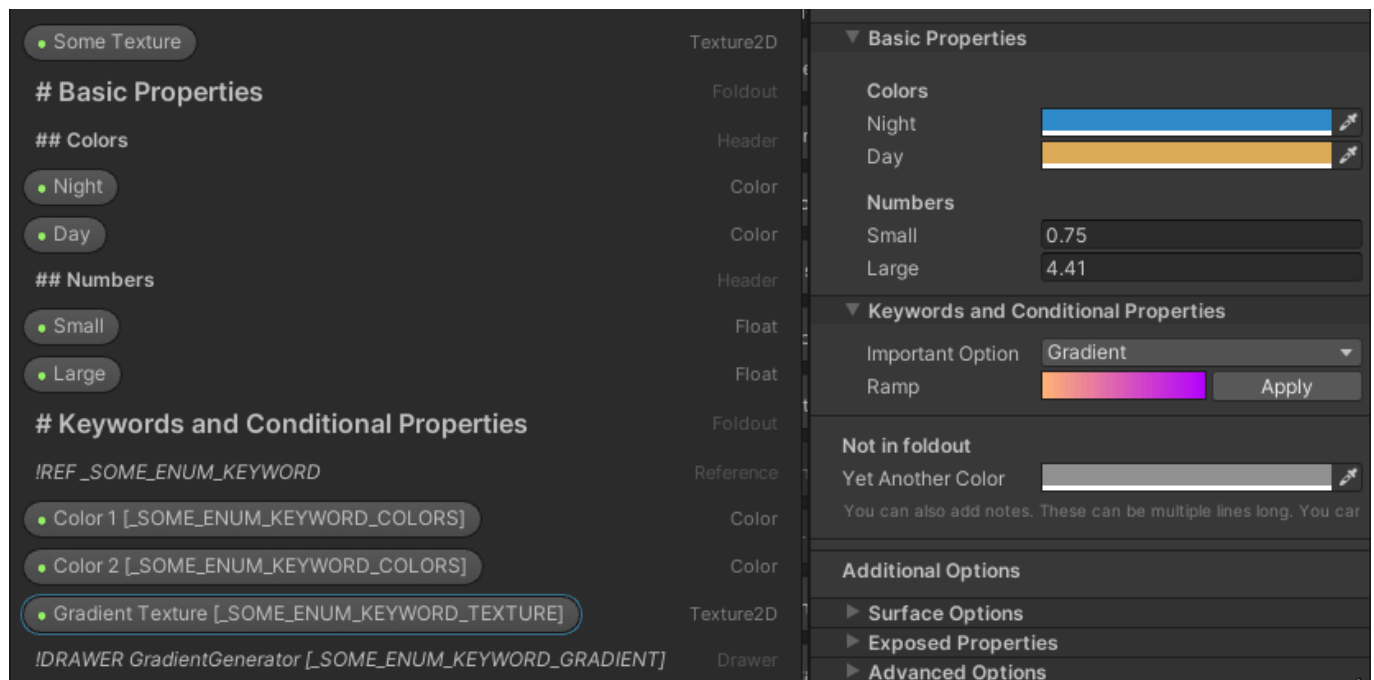 Some Texture Texture2D
# Basic Properties Foldout
## Colors Header
Night Color
Day Color
## Numbers Header
Small Float
Large Float
# Keywords and Conditional Properties Foldout
!REF _SOME_ENUM_KEYWORD Reference
Color 1 [_SOME_ENUM_KEYWORD_COLORS] Color
Color 2 [_SOME_ENUM_KEYWORD_COLORS] Color
Gradient Texture [_SOME_ENUM_KEYWORD_TEXTURE] Texture2D
!DRAWER GradientGenerator [_SOME_ENUM_KEYWORD_GRADIENT] Drawer
Basic Properties
Colors
Night
Day
Numbers
Small 0.75
Large 4.41
Keywords and Conditional Properties
Important Option Gradient
Ramp Apply
Not in foldout
Yet Another Color
You can also add notes. These can be multiple lines long. You
Additional Options
Surface Options
Exposed Properties
Advanced Options